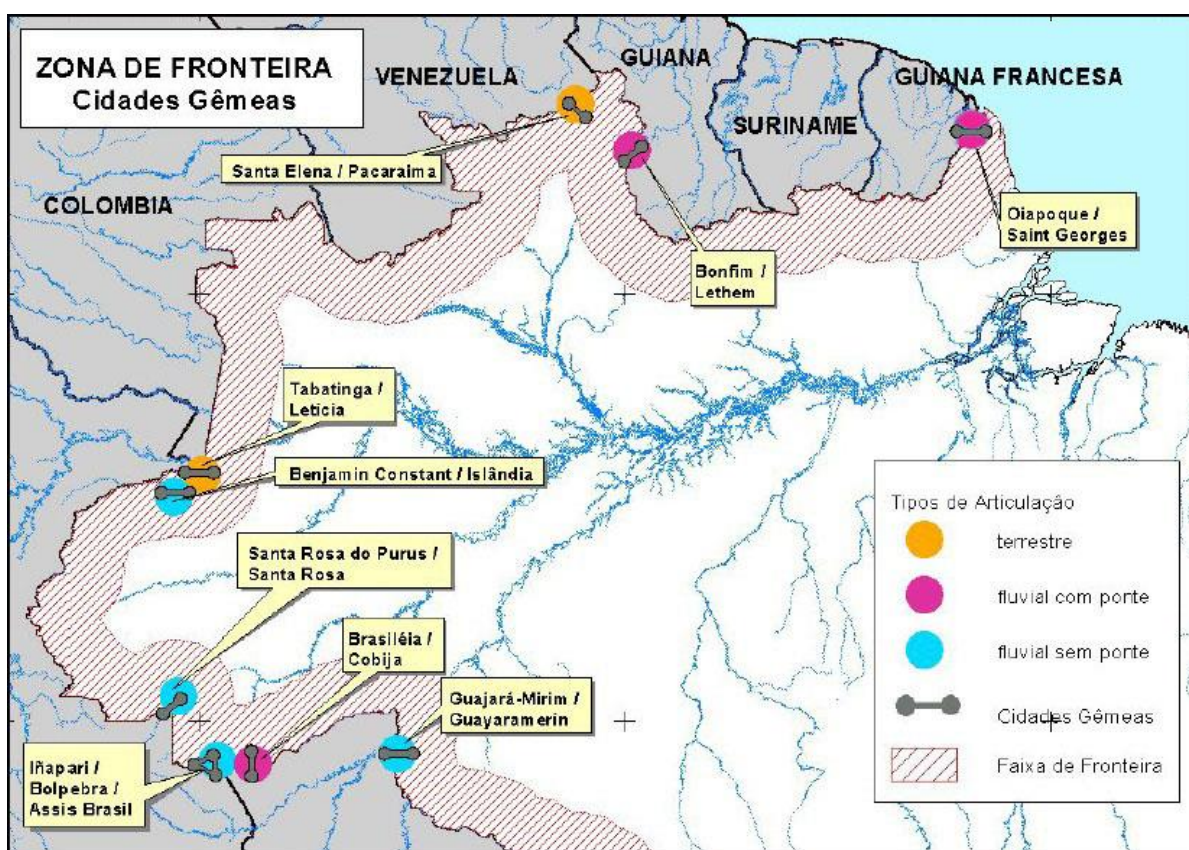 ZONA DE FRONTEIRA
Cidades Gêmeas
VENEZUELA
GUIANA
GUIANA FRANCESA
SURINAME
COLOMBIA
Santa Elena / Pacaraima
Oiapoque /
Saint Georges
Bonfim /
Lethem
Tabatinga /
Letícia
Benjamin Constant / Islândia
Santa Rosa do Purus /
Santa Rosa
Brasiléia /
Cobija
Guajará-Mirim /
Guayaramerin
Iñapari /
Bolpebra /
Assis Brasil
Tipos de Articulação
terrestre
fluvial com ponte
fluvial sem ponte
Cidades Gêmeas
Faixa de Fronteira